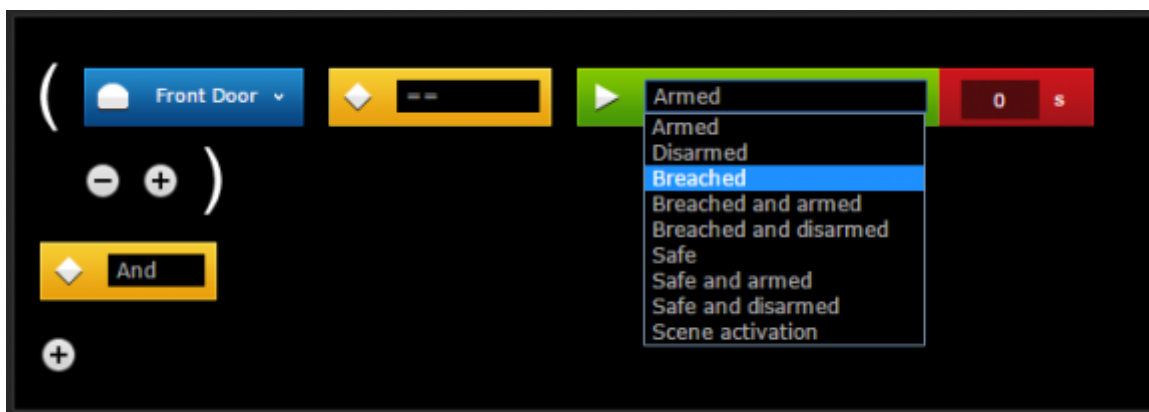 ( Front Door == Armed 0 s
Armed
Disarmed
Breached
Breached and armed
Breached and disarmed
Safe
Safe and armed
Safe and disarmed
Scene activation
− + )
And
+